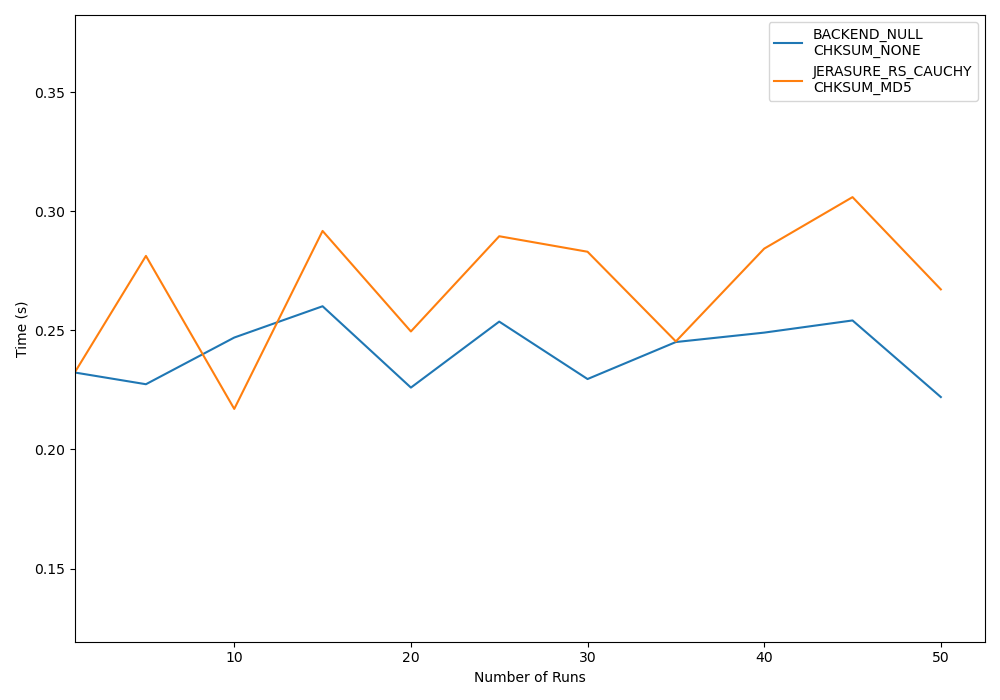 BACKEND_NULL
CHKSUM_NONE
JERASURE_RS_CAUCHY
CHKSUM_MD5
0.35
0.30
0.25
0.20
0.15
Time (s)
10 20 30 40 50
Number of Runs